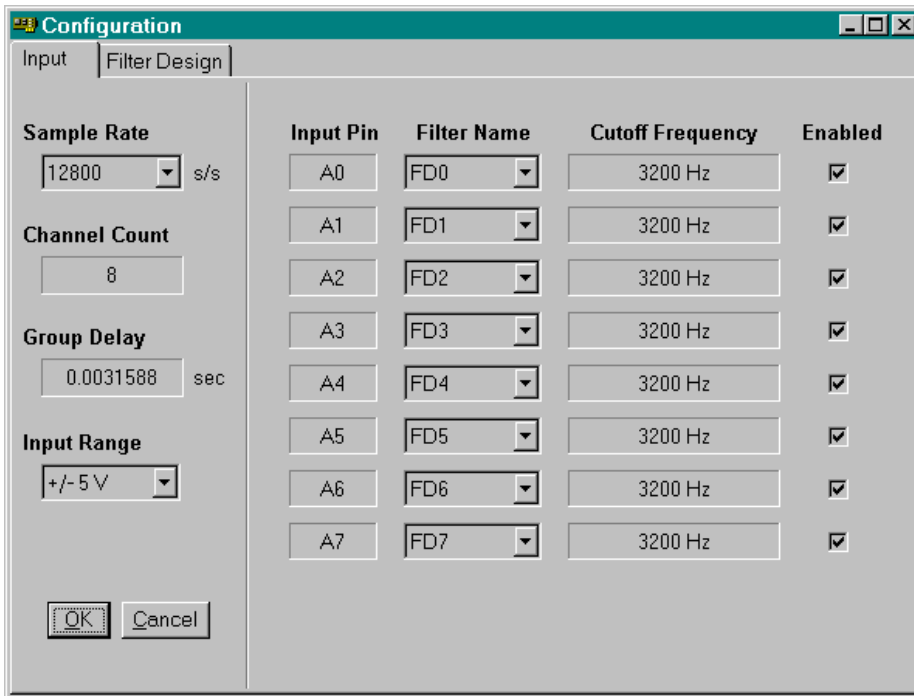 Configuration
Input Filter Design
Sample Rate
12800 s/s
Channel Count
8
Group Delay
0.0031588 sec
Input Range
+/- 5 V
OK Cancel
Input Pin Filter Name Cutoff Frequency Enabled
A0 FD0 3200 Hz
A1 FD1 3200 Hz
A2 FD2 3200 Hz
A3 FD3 3200 Hz
A4 FD4 3200 Hz
A5 FD5 3200 Hz
A6 FD6 3200 Hz
A7 FD7 3200 Hz